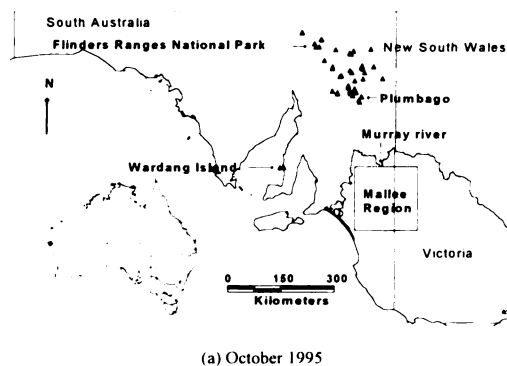 South Australia
Flinders Ranges National Park
New South Wales
N
Plumbago
Murray river
Wardang Island
Mallee
Region
Victoria
0 150 300
Kilometers
(a) October 1995